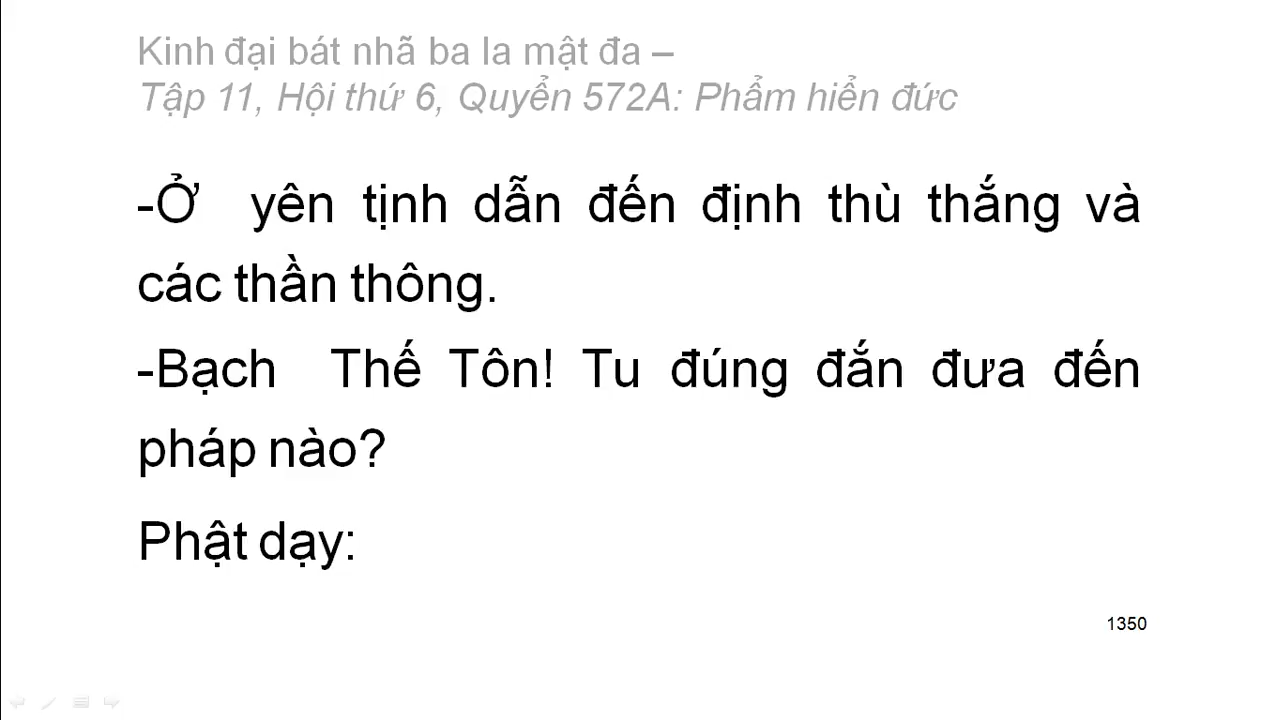 Kinh đại bát nhã ba la mật đa –
Tập 11, Hội thứ 6, Quyển 572A: Phẩm hiển đức
-Ở yên tịnh dẫn đến định thù thắng và
các thần thông.
-Bạch Thế Tôn! Tu đúng đắn đưa đến
pháp nào?
Phật dạy:
1350